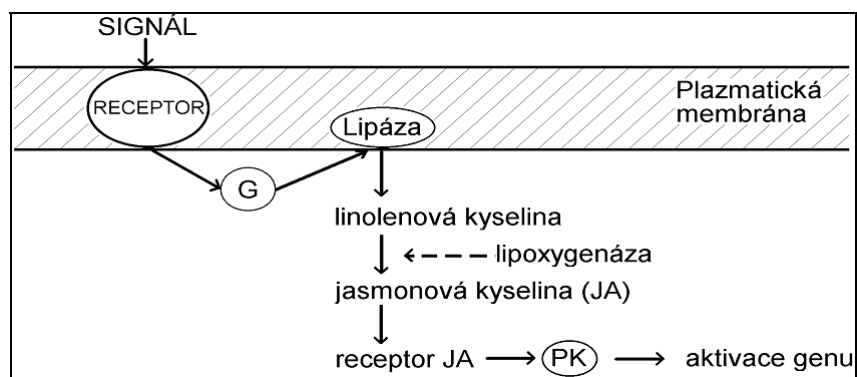 SIGNÁL
RECEPTOR
Plazmatická
membrána
Lipáza
G
linolenová kyselina
lipoxygenáza
jasmonová kyselina (JA)
receptor JA
PK
aktivace genu